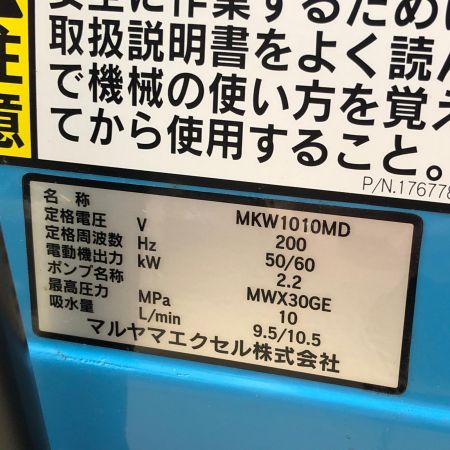 注意
安全に作業するため
取扱説明書をよく読
で機械の使い方を覚え
てから使用すること。
P/N.176778
名称 MKW1010MD
定格電圧 V 200
定格周波数 Hz 50/60
電動機出力 kW 2.2
ポンプ名称 MWX30GE
最高圧力 MPa 10
吸水量 L/min 9.5/10.5
マルヤマエクセル株式会社